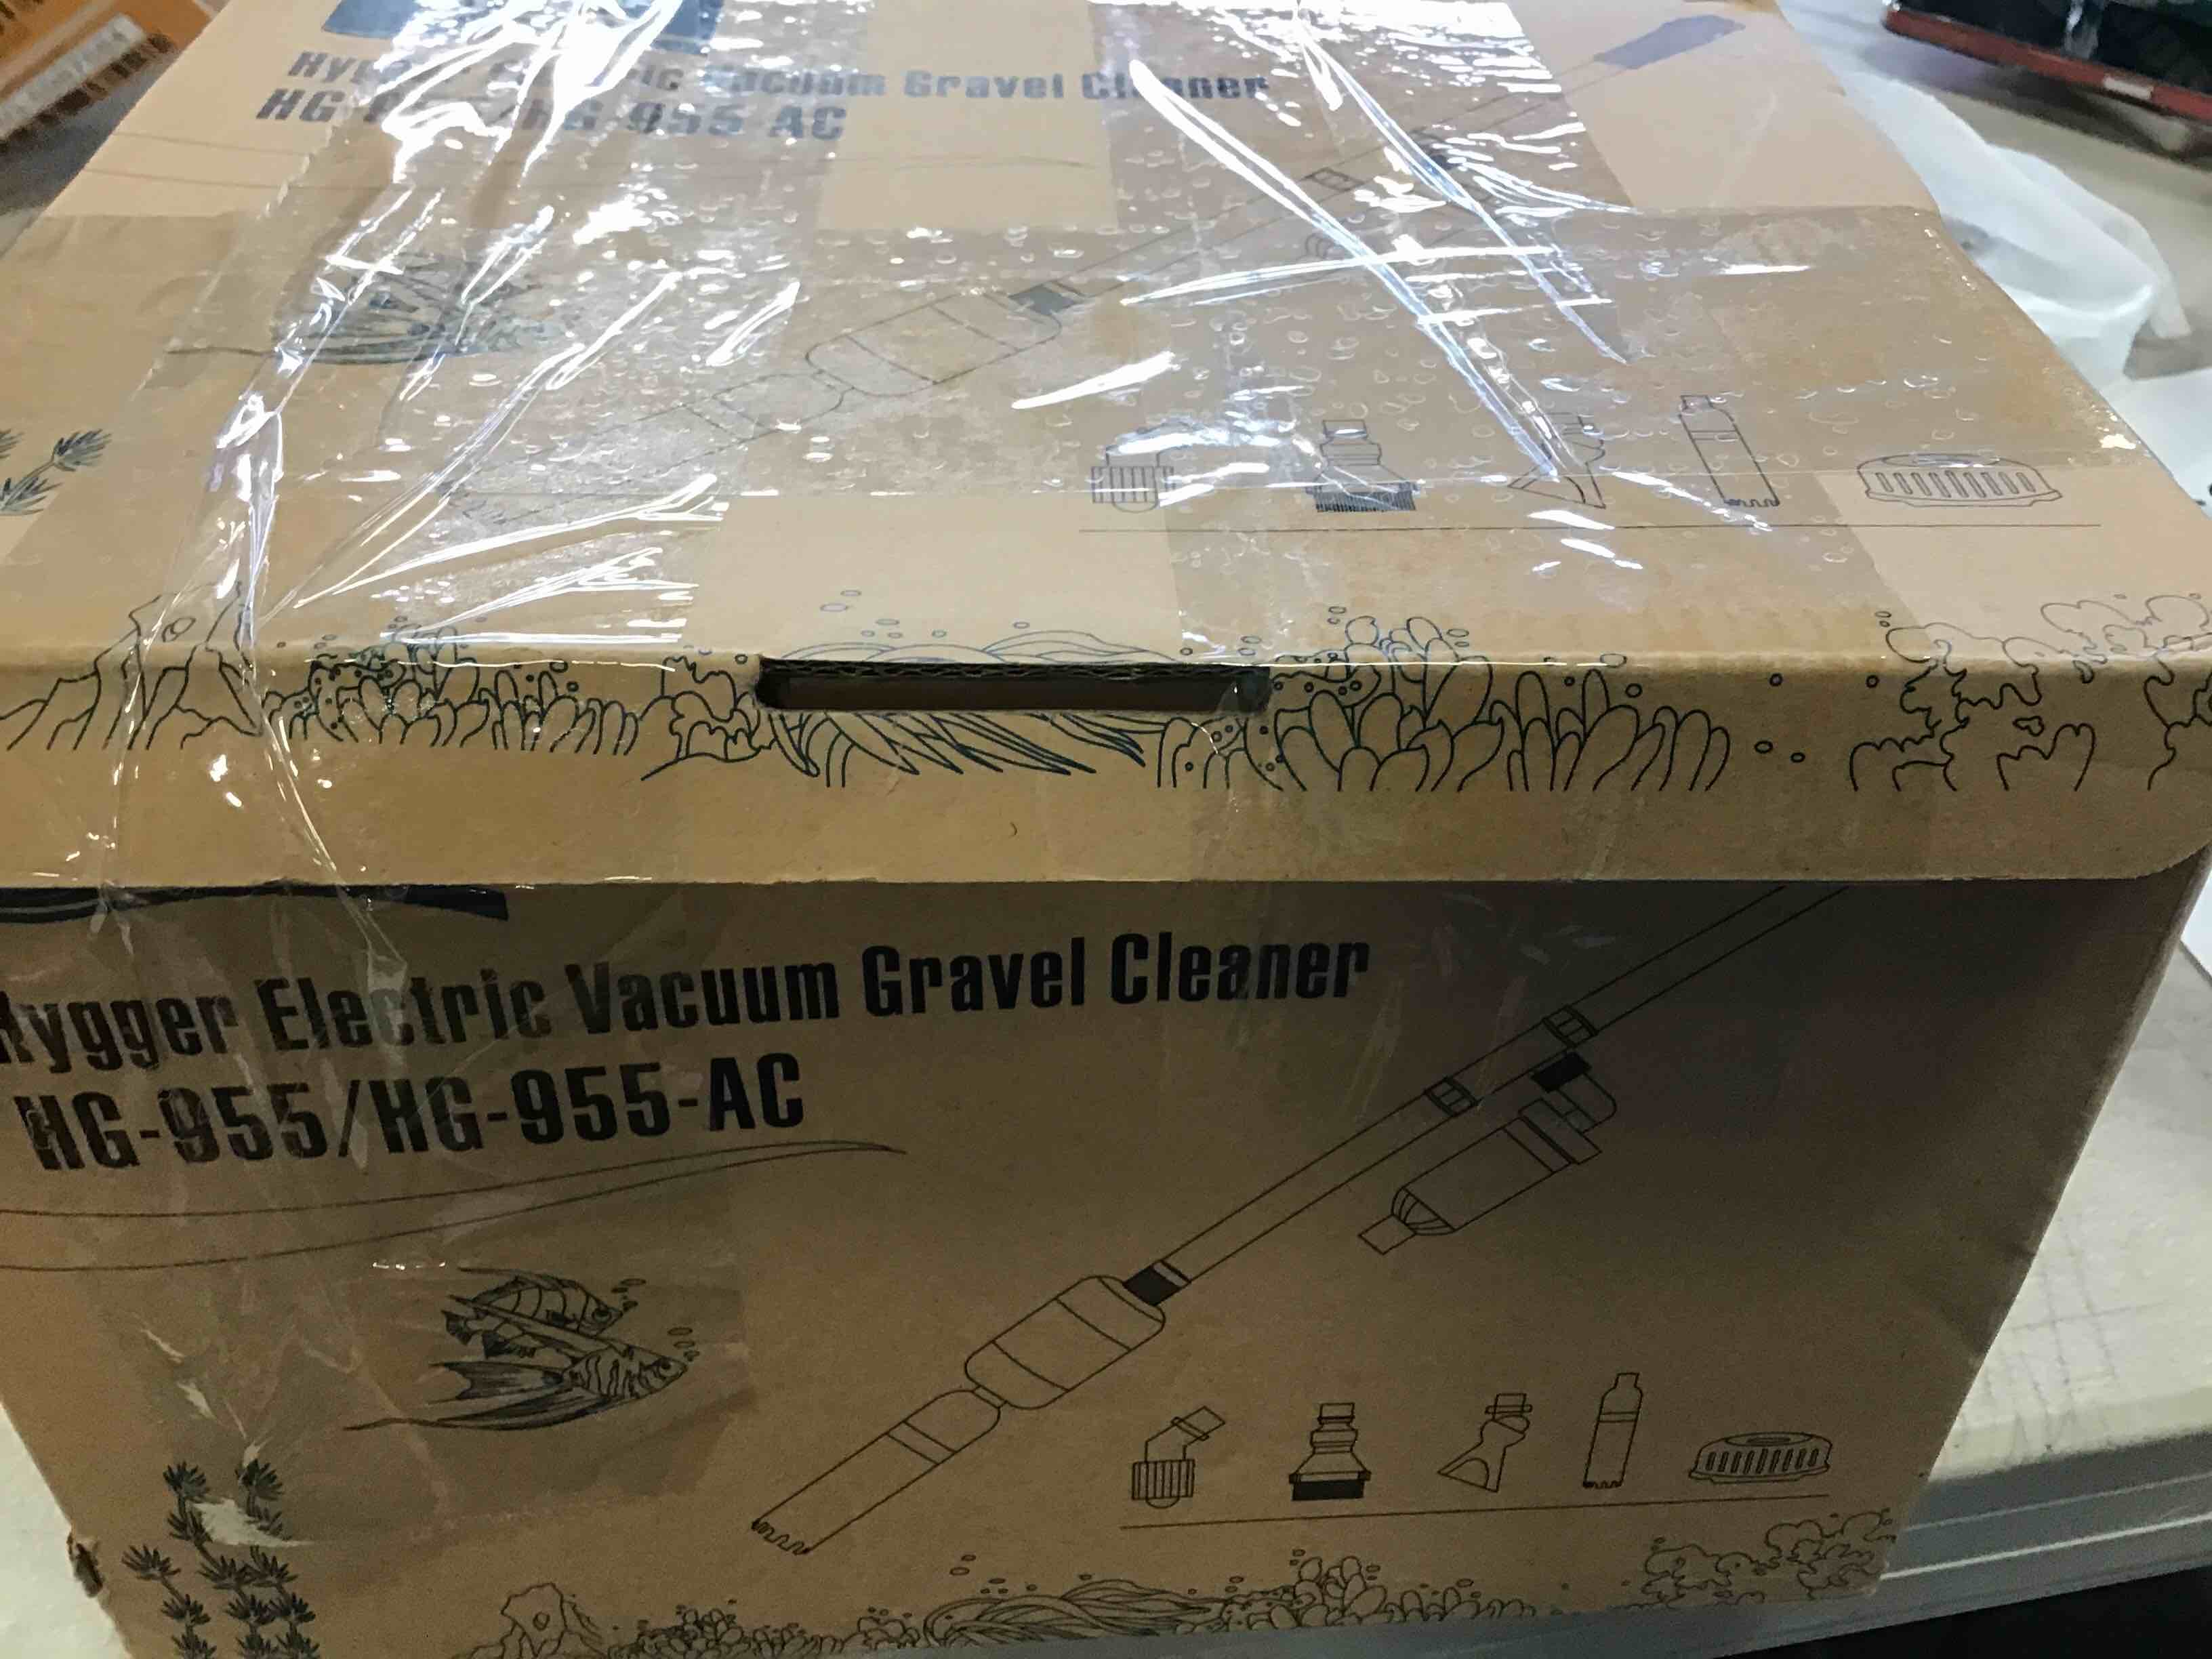 Hygger Electric Vacuum Gravel Cleaner
HG-955/HG-955-AC
Hygger Electric Vacuum Gravel Cleaner
HG-955/HG-955-AC